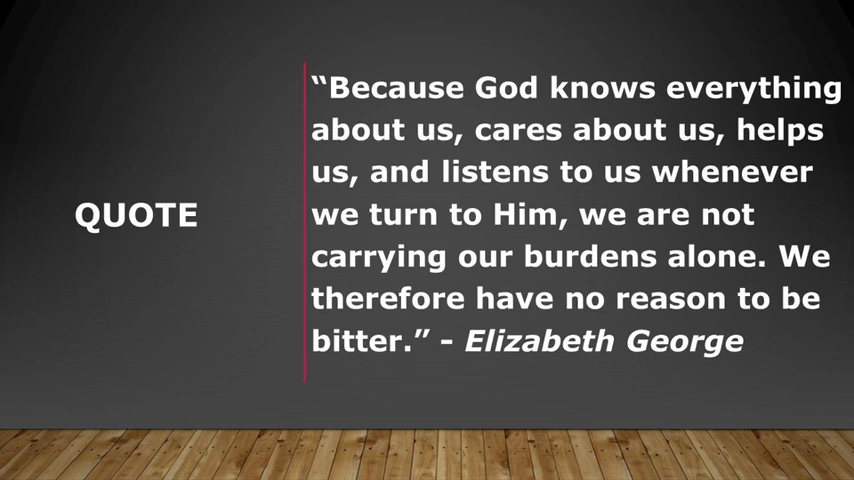 QUOTE
“Because God knows everything
about us, cares about us, helps
us, and listens to us whenever
we turn to Him, we are not
carrying our burdens alone. We
therefore have no reason to be
bitter.” - Elizabeth George